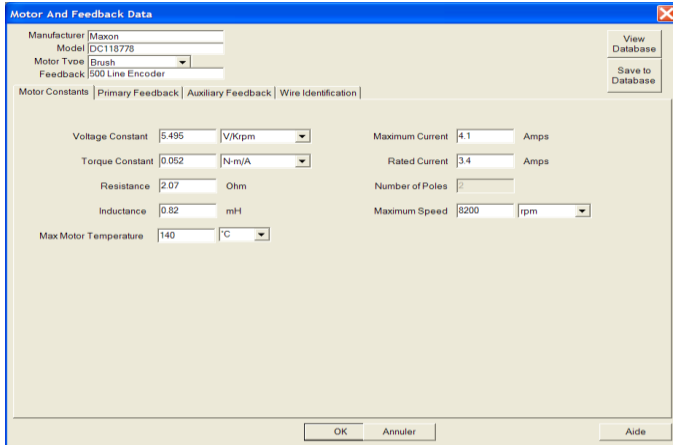 Motor And Feedback Data
Manufacturer Maxon
Model DC118778
Motor Type Brush
Feedback 500 Line Encoder
View Database
Save to Database
Motor Constants Primary Feedback Auxiliary Feedback Wire Identification
Voltage Constant 5.495 V/Krpm Maximum Current 4.1 Amps
Torque Constant 0.052 N-m/A Rated Current 3.4 Amps
Resistance 2.07 Ohm Number of Poles 2
Inductance 0.82 mH Maximum Speed 8200 rpm
Max Motor Temperature 140 °C
OK Annuler Aide